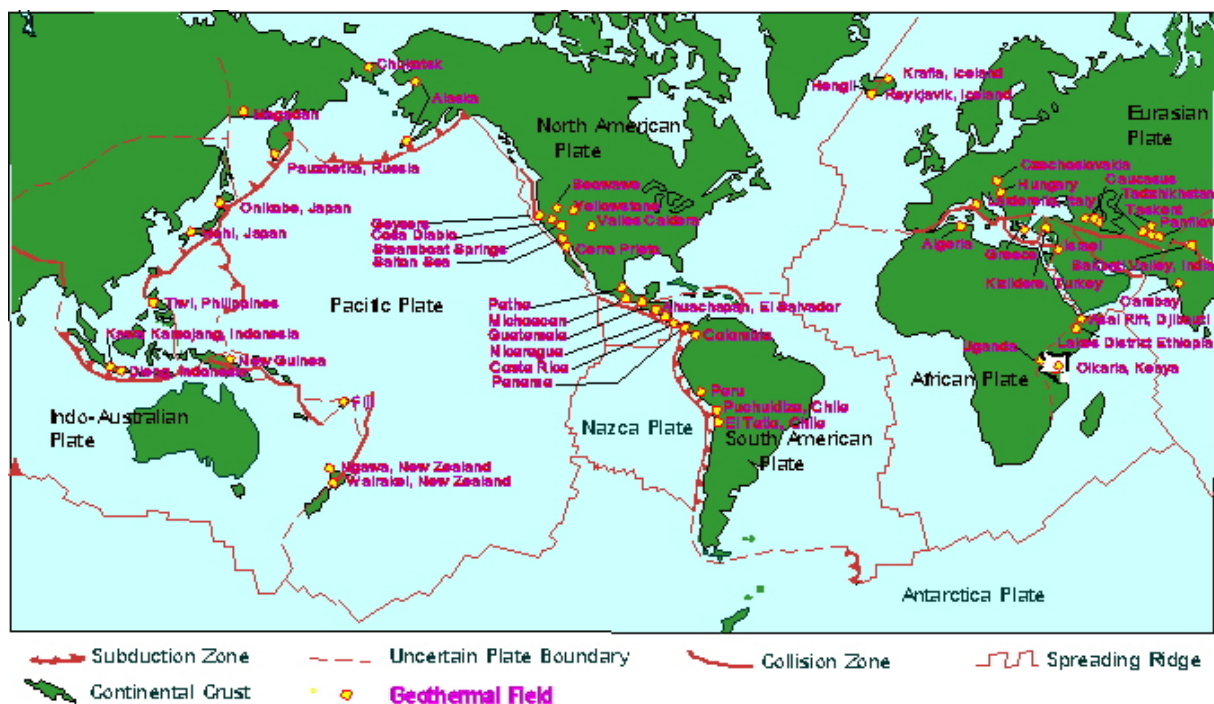 Chukotsk
Alaska
Magadan
Pauzhetka, Russia
Onikobe, Japan
Tiwi, Philippines
Kawir Kamojang, Indonesia
Dieng, Indonesia
New Guinea
Fiji
Ngawa, New Zealand
Wairakei, New Zealand
Indo-Australian
Plate
Pacific Plate
North American
Plate
Beowawe
Yellowstone
Valles Caldera
Geysers
Coso Diablo
Steamboat Springs
Salton Sea
Cerro Prieto
Pathe
Michoacan
Guatemala
Nicaragua
Costa Rica
Panama
Ahuachapan, El Salvador
Colombia
Peru
Puchuldiza, Chile
El Tatio, Chile
Nazca Plate
South American
Plate
Hengil
Krafla, Iceland
Reykjavik, Iceland
Eurasian
Plate
Czechoslovakia
Hungary
Larderello, Italy
Caucasus
Tadzhikhstan
Taskent
Panfilov
Algeria
Greece
Israel
Kizildere, Turkey
Valley, India
Cambay
Rift, Djibouti
Lakes District Ethiopia
Uganda
Olkaria, Kenya
African Plate
Antarctica Plate
Subduction Zone
Uncertain Plate Boundary
Collision Zone
Spreading Ridge
Continental Crust
Geothermal Field